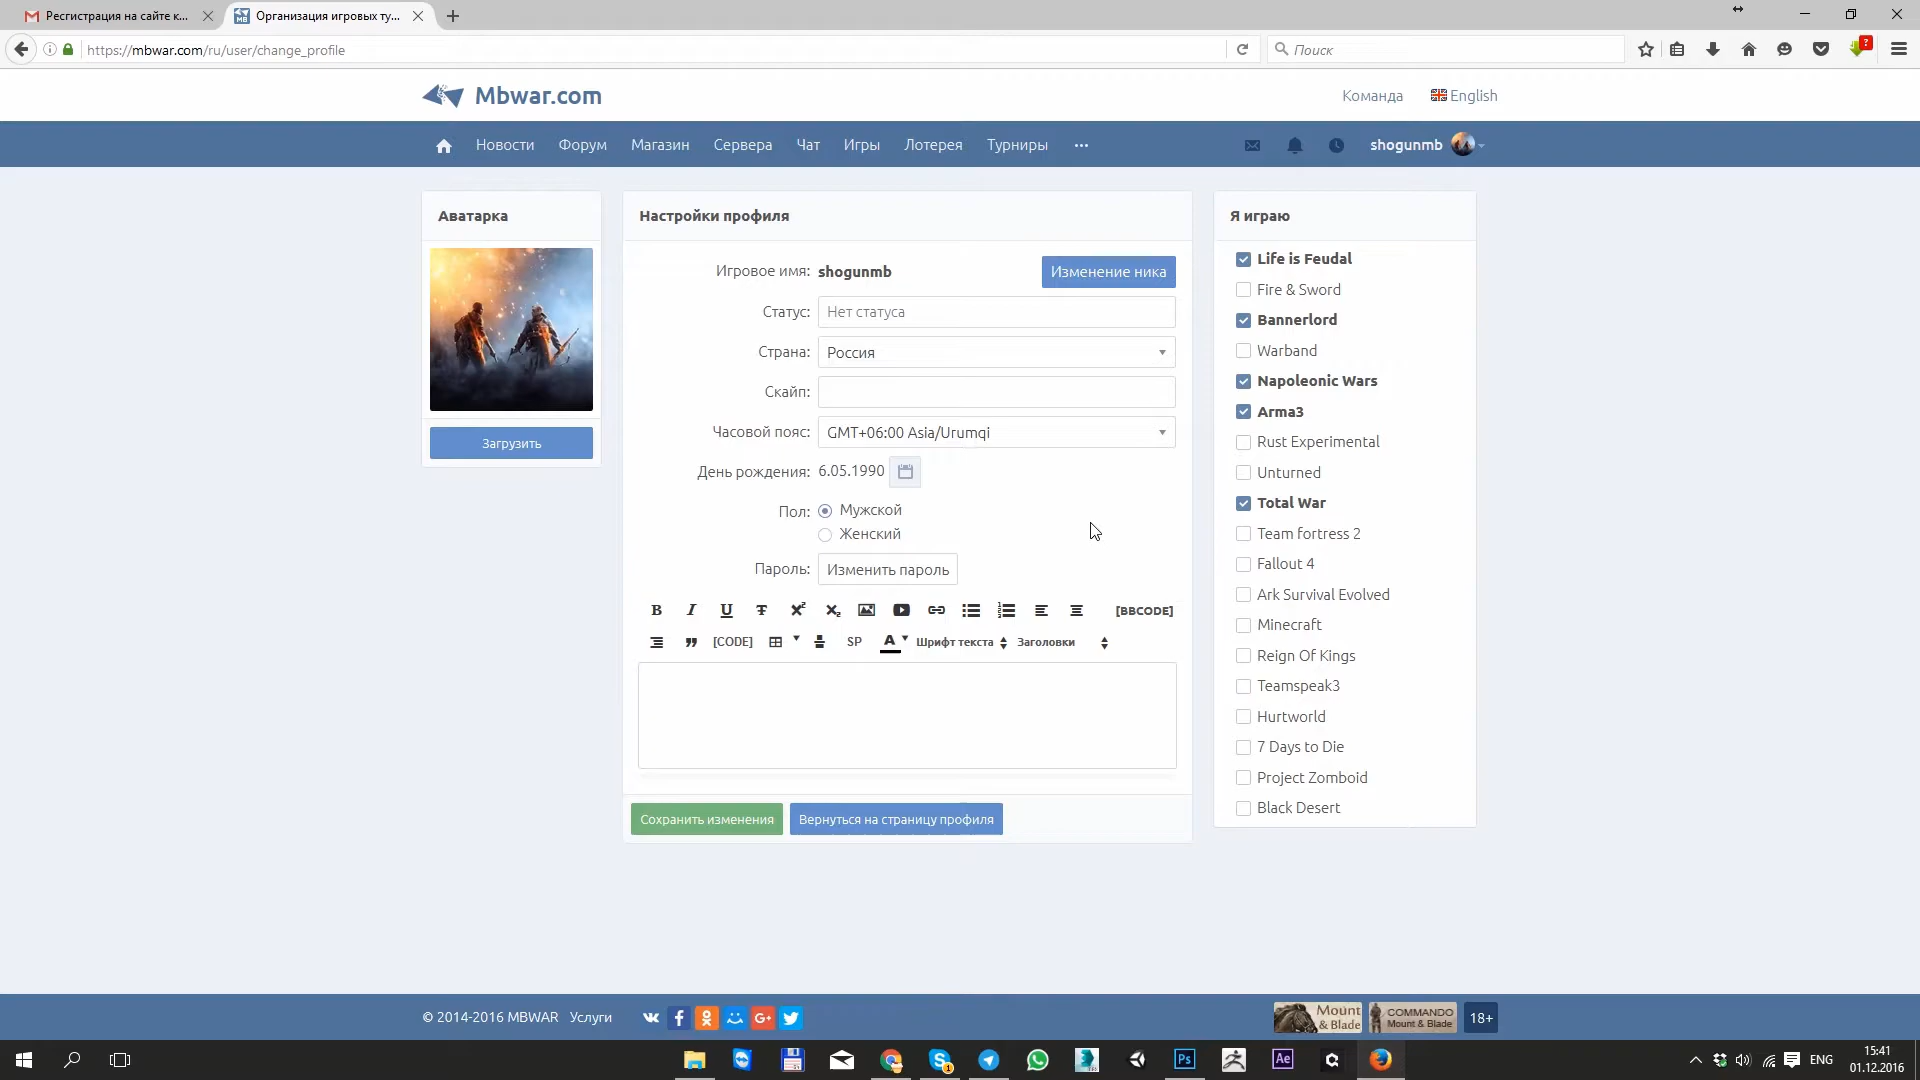 Ресгистрация на сайте к...
Организация игровых ту...
https://mbwar.com/ru/user/change_profile
Поиск
Mbwar.com
Команда
English
Новости Форум Магазин Сервера Чат Игры Лотерея Турниры
shogunmb
Аватарка
Загрузить
Настройки профиля
Игровое имя: shogunmb Изменение ника
Статус: Нет статуса
Страна: Россия
Скайп:
Часовой пояс: GMT+06:00 Asia/Urumqi
День рождения: 6.05.1990
Пол: Мужской
Женский
Пароль: Изменить пароль
[BBCODE]
[CODE] SP Шрифт текста Заголовки
Сохранить изменения Вернуться на страницу профиля
Я играю
Life is Feudal
Fire & Sword
Bannerlord
Warband
Napoleonic Wars
Arma3
Rust Experimental
Unturned
Total War
Team fortress 2
Fallout 4
Ark Survival Evolved
Minecraft
Reign Of Kings
Teamspeak3
Hurtworld
7 Days to Die
Project Zomboid
Black Desert
© 2014-2016 MBWAR Услуги
Mount
& Blade
COMMANDO
Mount & Blade
18+
ENG
15:41
01.12.2016